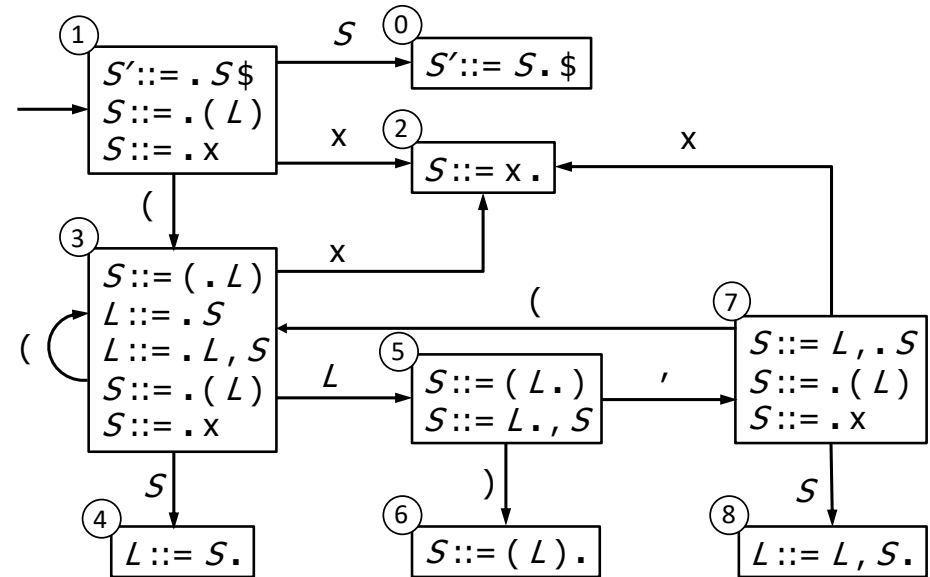 1
S′::= .S$
S::= .(L)
S::= .x
S
0
S′::= S.$
x
2
S::= x.
x
(
3
S::= (.L)
L::= .S
L::= .L,S
S::= .(L)
S::= .x
(
x
(
L
5
S::= (L.)
S::= L.,S
,
7
S::= L,.S
S::= .(L)
S::= .x
S
4
L::= S.
)
6
S::= (L).
S
8
L::= L,S.